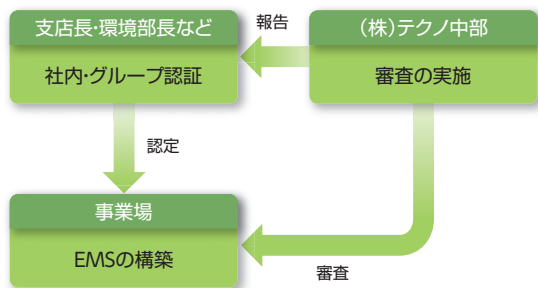 支店長・環境部長など
社内・グループ認証
報告
（株）テクノ中部
審査の実施
認定
事業場
EMSの構築
審査